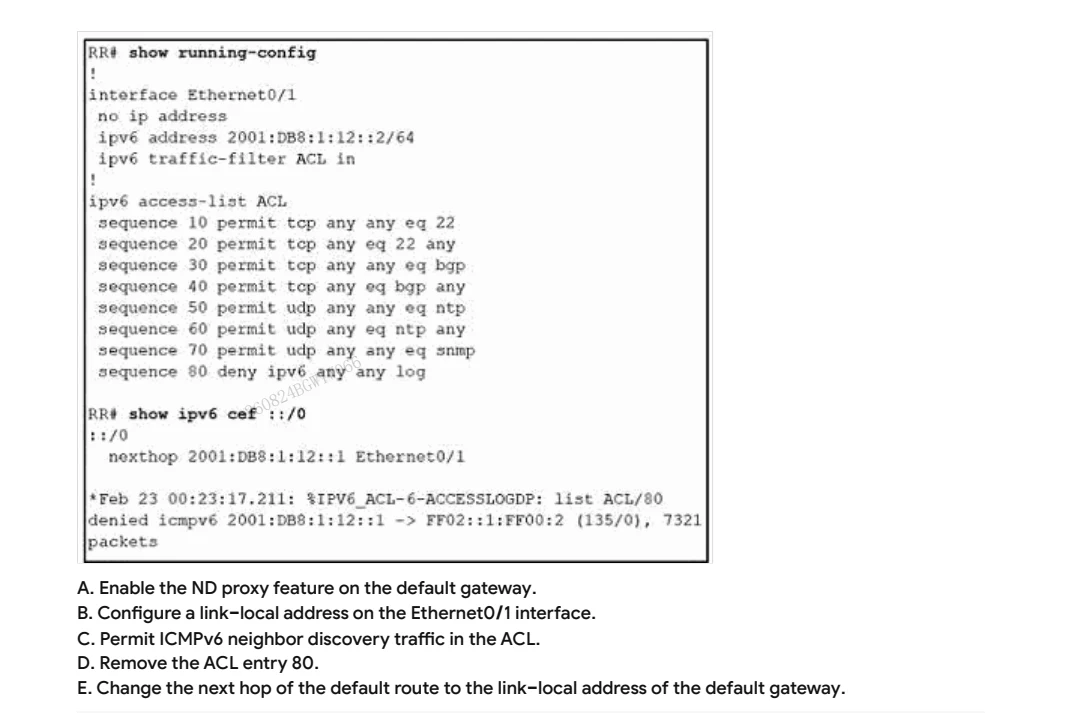 RR# show running-config
!
interface Ethernet0/1
no ip address
ipv6 address 2001:DB8:1:12::2/64
ipv6 traffic-filter ACL in
!
ipv6 access-list ACL
sequence 10 permit tcp any any eq 22
sequence 20 permit tcp any eq 22 any
sequence 30 permit tcp any any eq bgp
sequence 40 permit tcp any eq bgp any
sequence 50 permit udp any any eq ntp
sequence 60 permit udp any eq ntp any
sequence 70 permit udp any any eq snmp
sequence 80 deny ipv6 any any log
RR# show ipv6 cef ::/0
::/0
nexthop 2001:DB8:1:12::1 Ethernet0/1
*Feb 23 00:23:17.211: %IPV6_ACL-6-ACCESSLOGDP: list ACL/80
denied icmpv6 2001:DB8:1:12::1 -> FF02::1:FF00:2 (135/0), 7321
packets
A. Enable the ND proxy feature on the default gateway.
B. Configure a link-local address on the Ethernet0/1 interface.
C. Permit ICMPv6 neighbor discovery traffic in the ACL.
D. Remove the ACL entry 80.
E. Change the next hop of the default route to the link-local address of the default gateway.